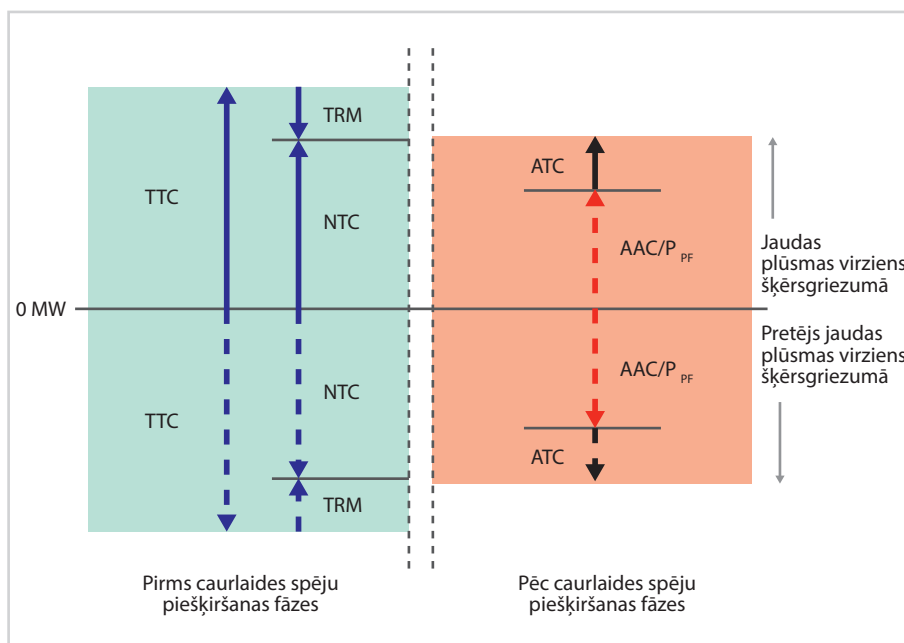 TRM
TTC
NTC
0 MW
NTC
TTC
TRM
Pirms caurlaides spēju
piešķiršanas fāzes
ATC
AAC/P PF
AAC/P PF
ATC
Jaudas
plūsmas virziens
šķērsgriezumā
Pretējs jaudas
plūsmas virziens
šķērsgriezumā
Pēc caurlaides spēju
piešķiršanas fāzes